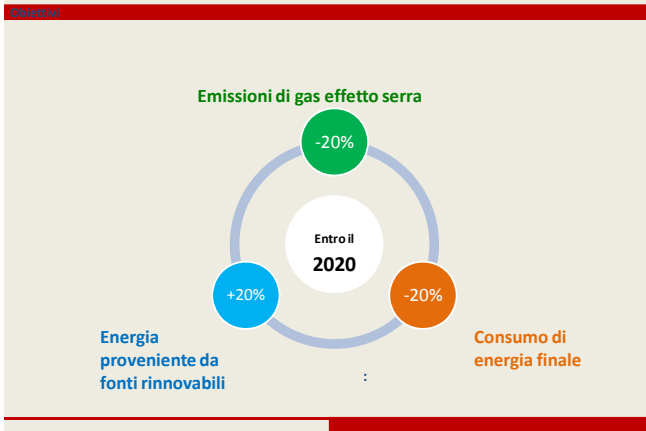 Obiettivi
Emissioni di gas effetto serra
-20%
Entro il
2020
+20%
-20%
Energia
proveniente da
fonti rinnovabili
Consumo di
energia finale
: